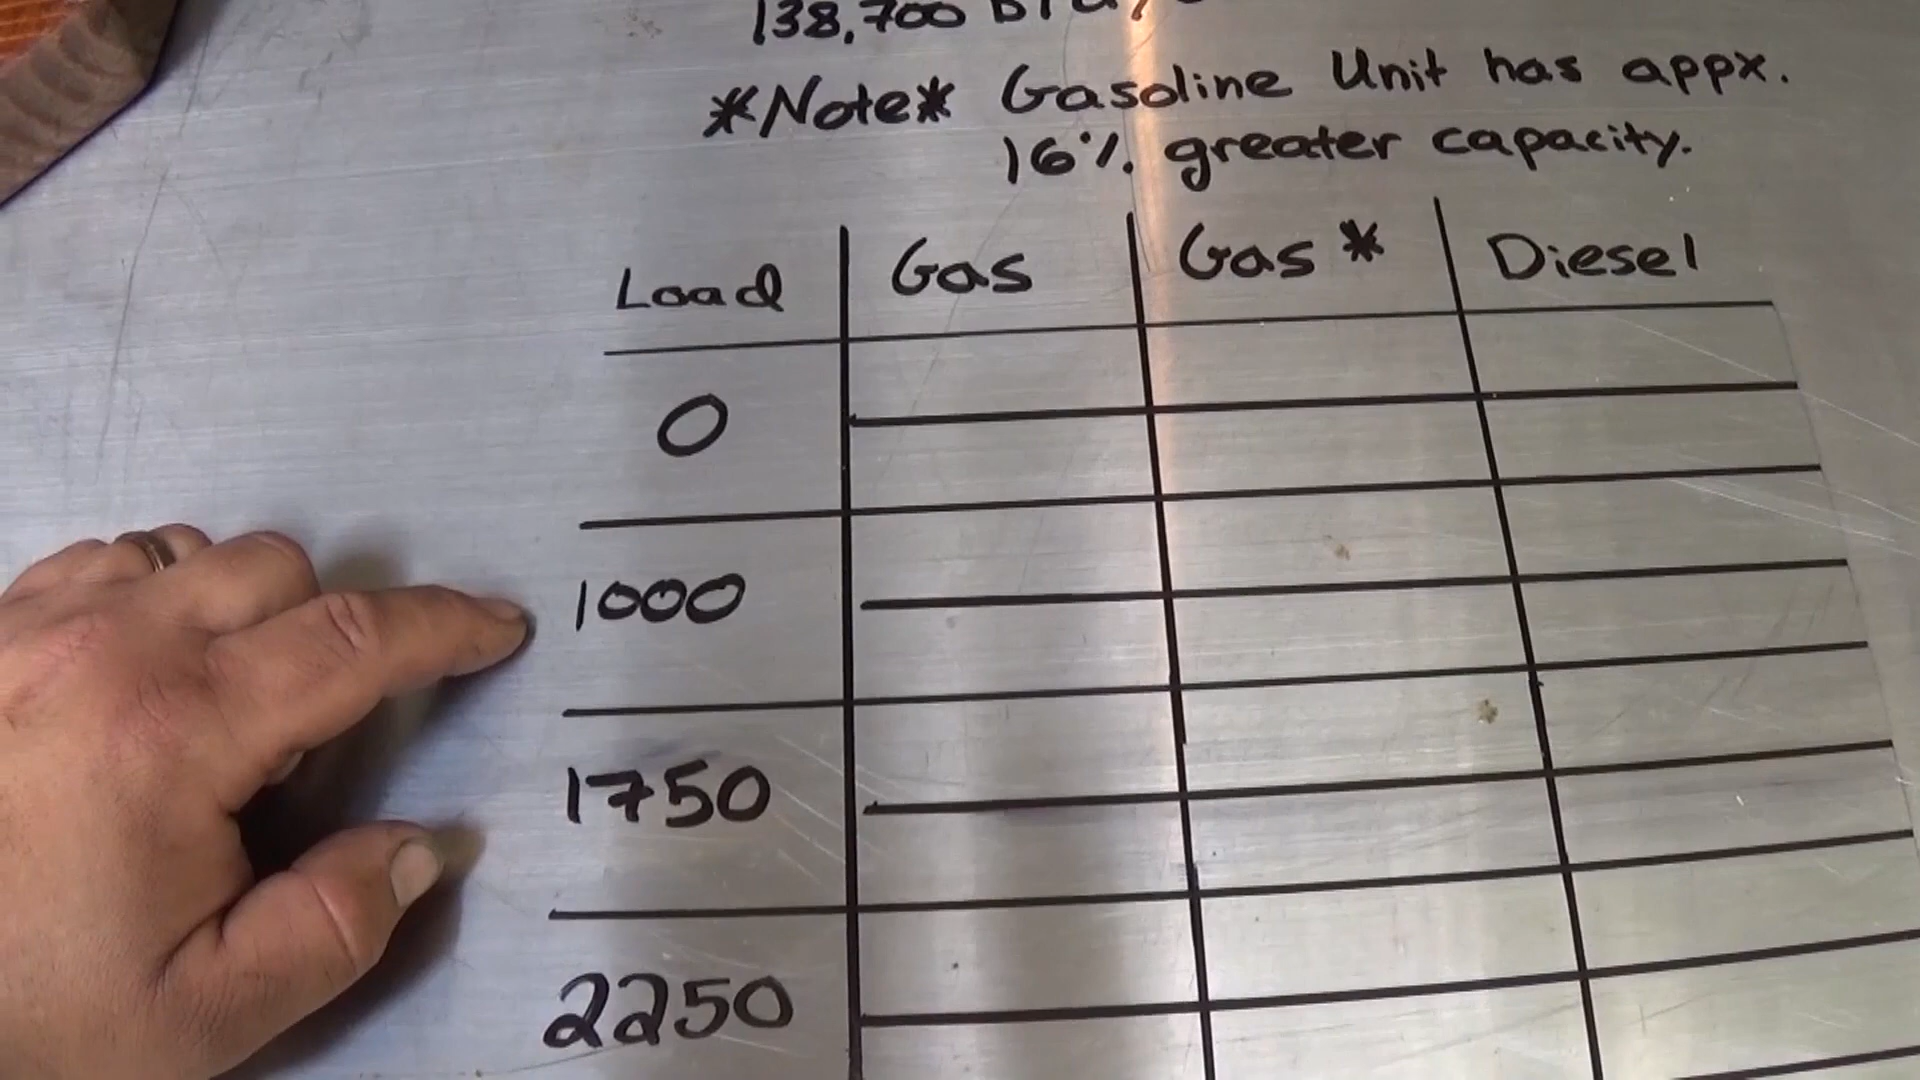 138,700
*Note* Gasoline Unit has appx.
16% greater capacity.
Load Gas Gas* Diesel
0
1000
1750
2250